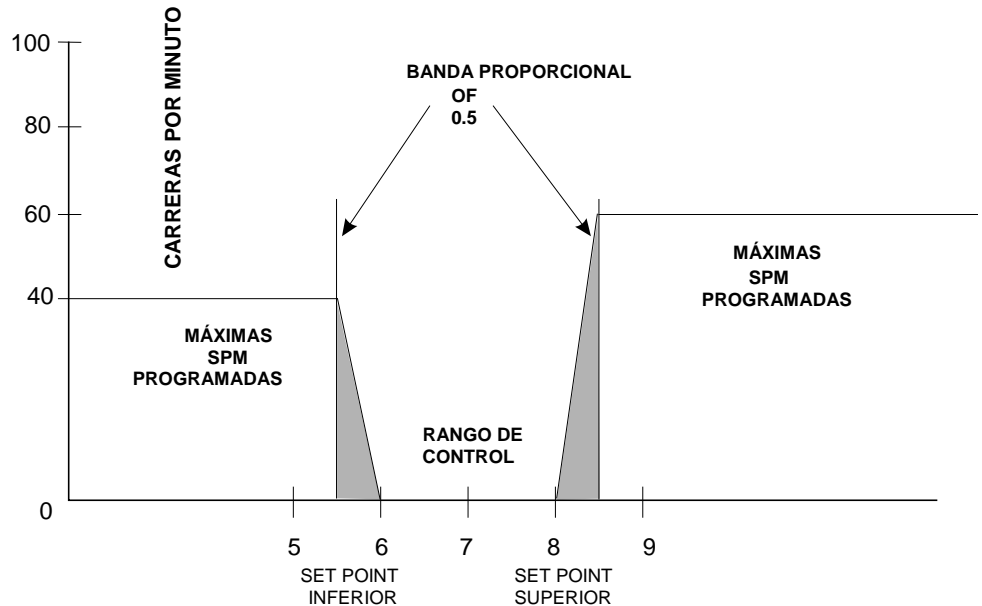 CARRERAS POR MINUTO
100
80
60
40
0
BANDA PROPORCIONAL
OF
0.5
MÁXIMAS
SPM
PROGRAMADAS
MÁXIMAS
SPM
PROGRAMADAS
RANGO DE
CONTROL
5 6 7 8 9
SET POINT
INFERIOR
SET POINT
SUPERIOR